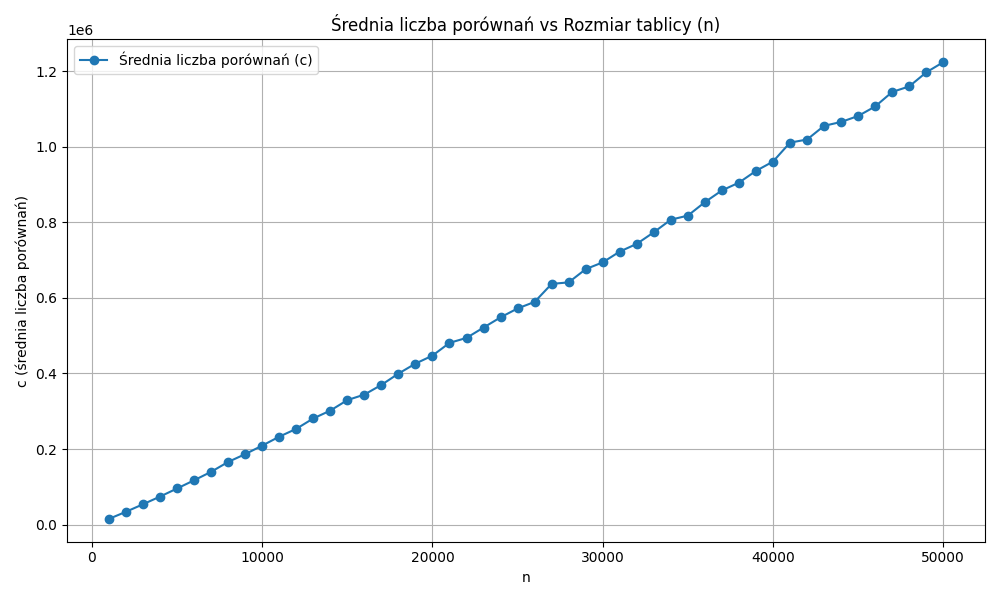 Średnia liczba porównań vs Rozmiar tablicy (n)
1e6
Średnia liczba porównań (c)
1.2
1.0
0.8
0.6
0.4
0.2
0.0
c (średnia liczba porównań)
0 10000 20000 30000 40000 50000
n